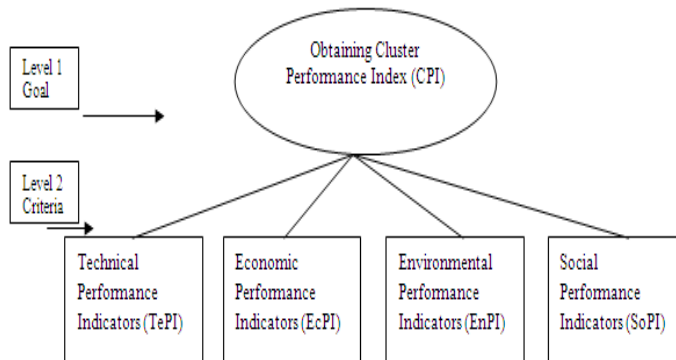 Level 1
Goal
Obtaining Cluster
Performance Index (CPI)
Level 2
Criteria
Technical
Performance
Indicators (TePI)
Economic
Performance
Indicators (EcPI)
Environmental
Performance
Indicators (EnPI)
Social
Performance
Indicators (SoPI)